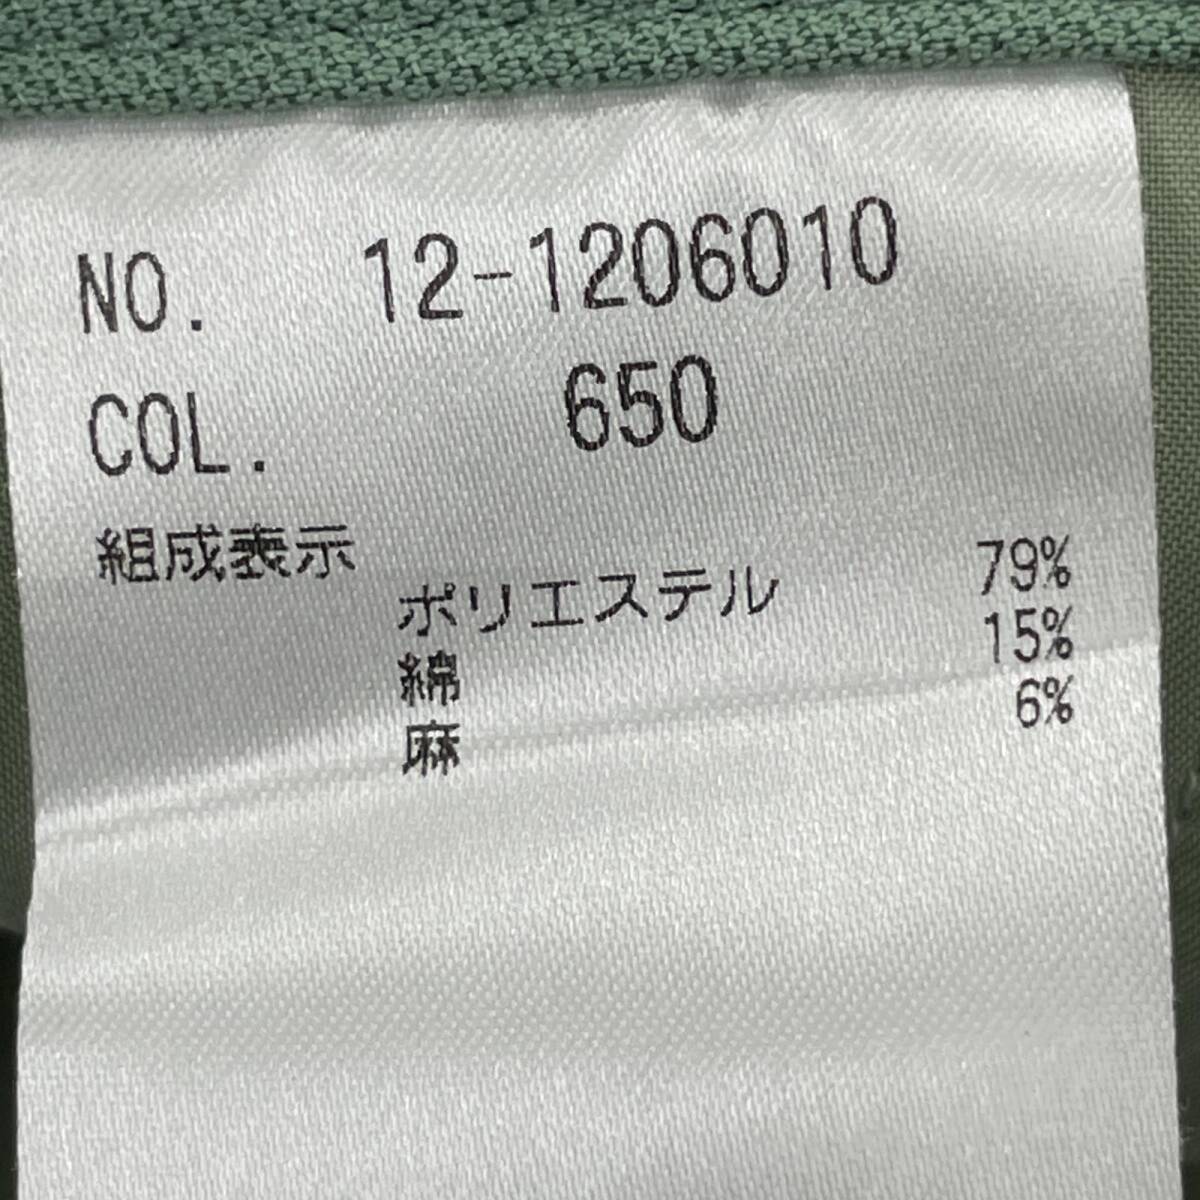 NO. 12-1206010
COL. 650
組成表示
ポリエステル 79%
綿 15%
麻 6%